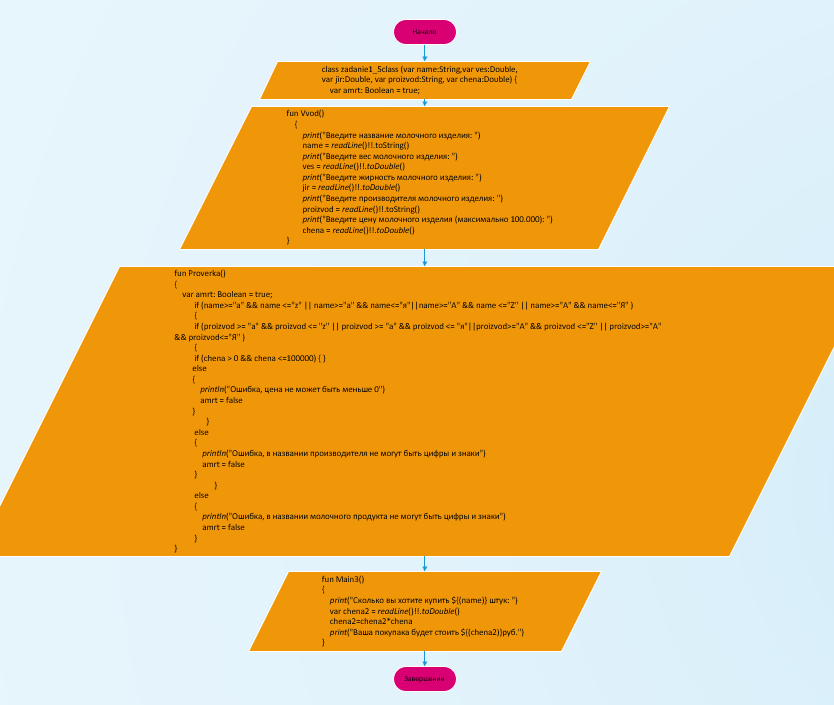 Начало
class zadanie1_5class (var name:String,var ves:Double,
var jir:Double, var proizvod:String, var chena:Double) {
var amrt: Boolean = true;
fun Vvod()
{
print("Введите название молочного изделия: ")
name = readLine()!!.toString()
print("Введите вес молочного изделия: ")
ves = readLine()!!.toDouble()
print("Введите жирность молочного изделия: ")
jir = readLine()!!.toDouble()
print("Введите производителя молочного изделия: ")
proizvod = readLine()!!.toString()
print("Введите цену молочного изделия (максимально 100.000): ")
chena = readLine()!!.toDouble()
}
fun Proverka()
{
var amrt: Boolean = true;
if (name>="a" && name <="z" || name>="а" && name<="я"||name>="A" && name <="Z" || name>="А" && name<="Я" )
{
if (proizvod >= "a" && proizvod <= "z" || proizvod >= "а" && proizvod <= "я"||proizvod>="A" && proizvod <="Z" || proizvod>="А"
&& proizvod<="Я" )
{
if (chena > 0 && chena <=100000) { }
else
{
println("Ошибка, цена не может быть меньше 0")
amrt = false
}
}
else
{
println("Ошибка, в названии производителя не могут быть цифры и знаки")
amrt = false
}
}
else
{
println("Ошибка, в названии молочного продукта не могут быть цифры и знаки")
amrt = false
}
}
fun Main3()
{
print("Сколько вы хотите купить ${(name)} штук: ")
var chena2 = readLine()!!.toDouble()
chena2=chena2*chena
print("Ваша покупака будет стоить ${(chena2)}руб.")
}
Завершение